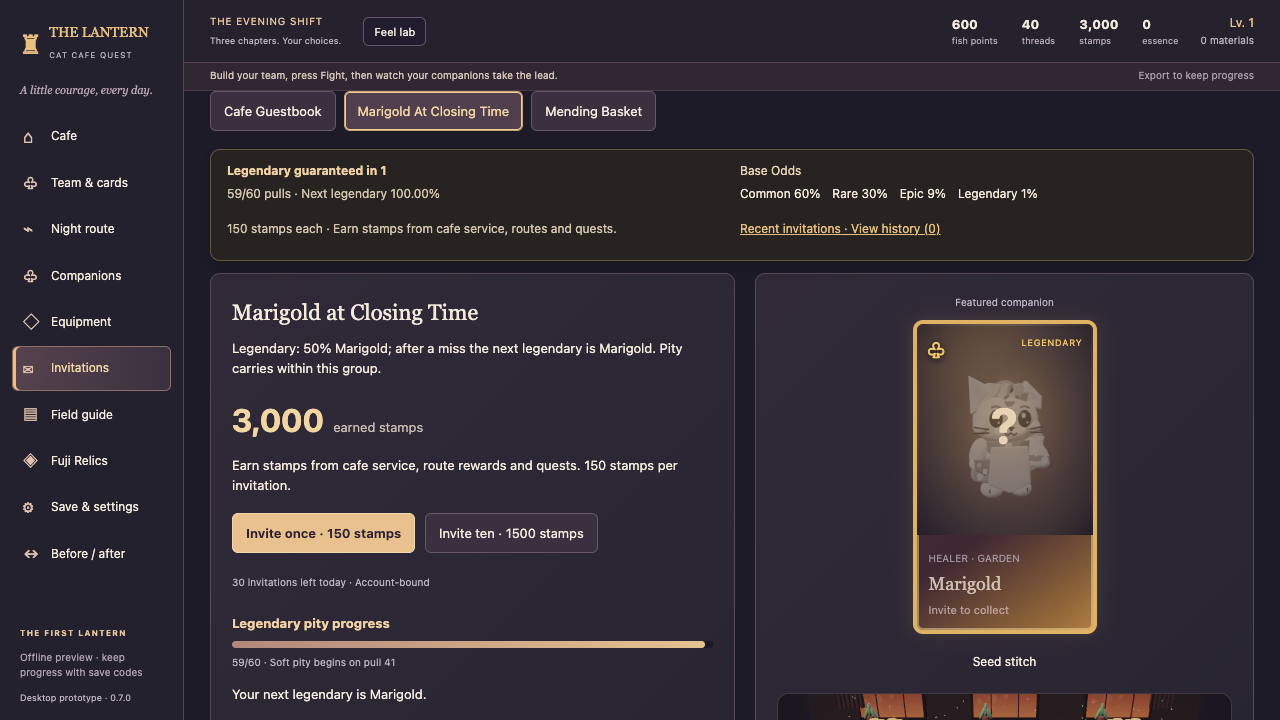 THE LANTERN
CAT CAFE QUEST
A little courage, every day.
Cafe
Team & cards
Night route
Companions
Equipment
Invitations
Field guide
Fuji Relics
Save & settings
Before / after
THE FIRST LANTERN
Offline preview · keep
progress with save codes
Desktop prototype · 0.7.0
THE EVENING SHIFT
Three chapters. Your choices.
Feel lab
600
fish points
40
threads
3,000
stamps
0
essence
Lv. 1
0 materials
Build your team, press Fight, then watch your companions take the lead.
Export to keep progress
Cafe Guestbook
Marigold At Closing Time
Mending Basket
Legendary guaranteed in 1
59/60 pulls · Next legendary 100.00%
150 stamps each · Earn stamps from cafe service, routes and quests.
Base Odds
Common 60% Rare 30% Epic 9% Legendary 1%
Recent invitations · View history (0)
Marigold at Closing Time
Legendary: 50% Marigold; after a miss the next legendary is Marigold. Pity
carries within this group.
3,000 earned stamps
Earn stamps from cafe service, route rewards and quests. 150 stamps per
invitation.
Invite once · 150 stamps
Invite ten · 1500 stamps
30 invitations left today · Account-bound
Legendary pity progress
59/60 · Soft pity begins on pull 41
Your next legendary is Marigold.
Featured companion
LEGENDARY
?
HEALER · GARDEN
Marigold
Invite to collect
Seed stitch